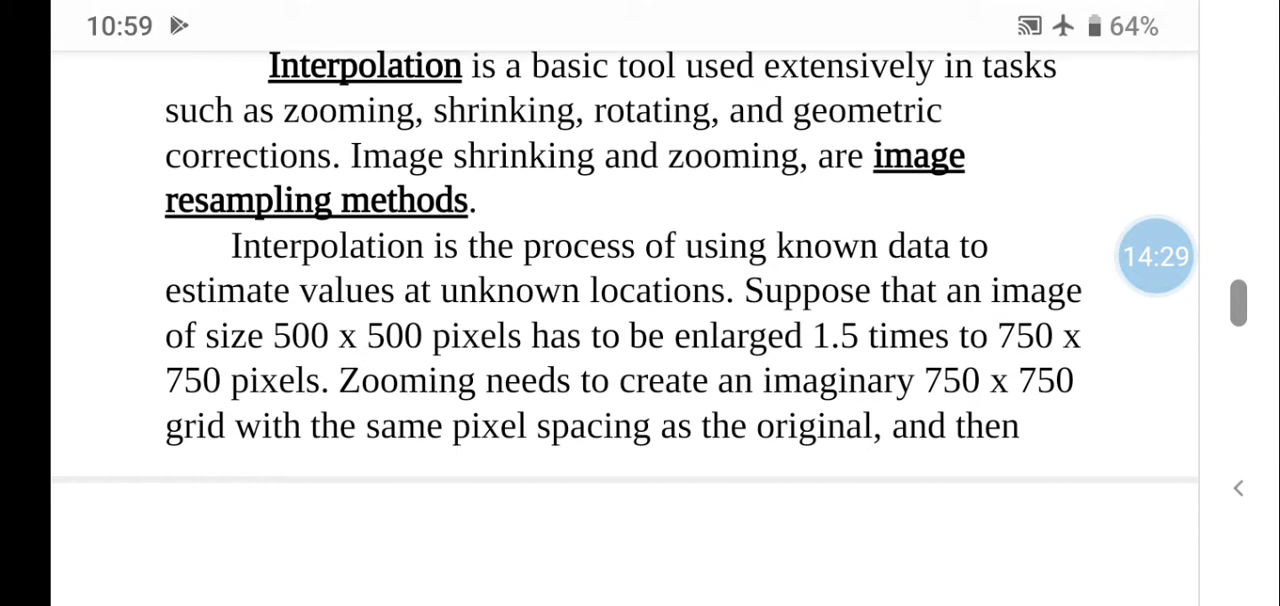 10:59 64%
Interpolation is a basic tool used extensively in tasks
such as zooming, shrinking, rotating, and geometric
corrections. Image shrinking and zooming, are image
resampling methods.
Interpolation is the process of using known data to
14:29
estimate values at unknown locations. Suppose that an image
of size 500 x 500 pixels has to be enlarged 1.5 times to 750 x
750 pixels. Zooming needs to create an imaginary 750 x 750
grid with the same pixel spacing as the original, and then